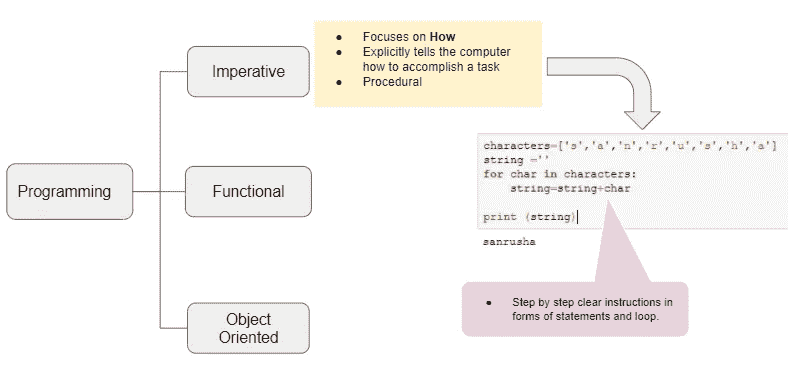 Programming
Imperative
Functional
Object
Oriented
● Focuses on How
● Explicitly tells the computer
how to accomplish a task
● Procedural
characters=['s','a','n','r','u','s','h','a']
string =''
for char in characters:
    string=string+char
print (string)
sanrusha
● Step by step clear instructions in
forms of statements and loop.